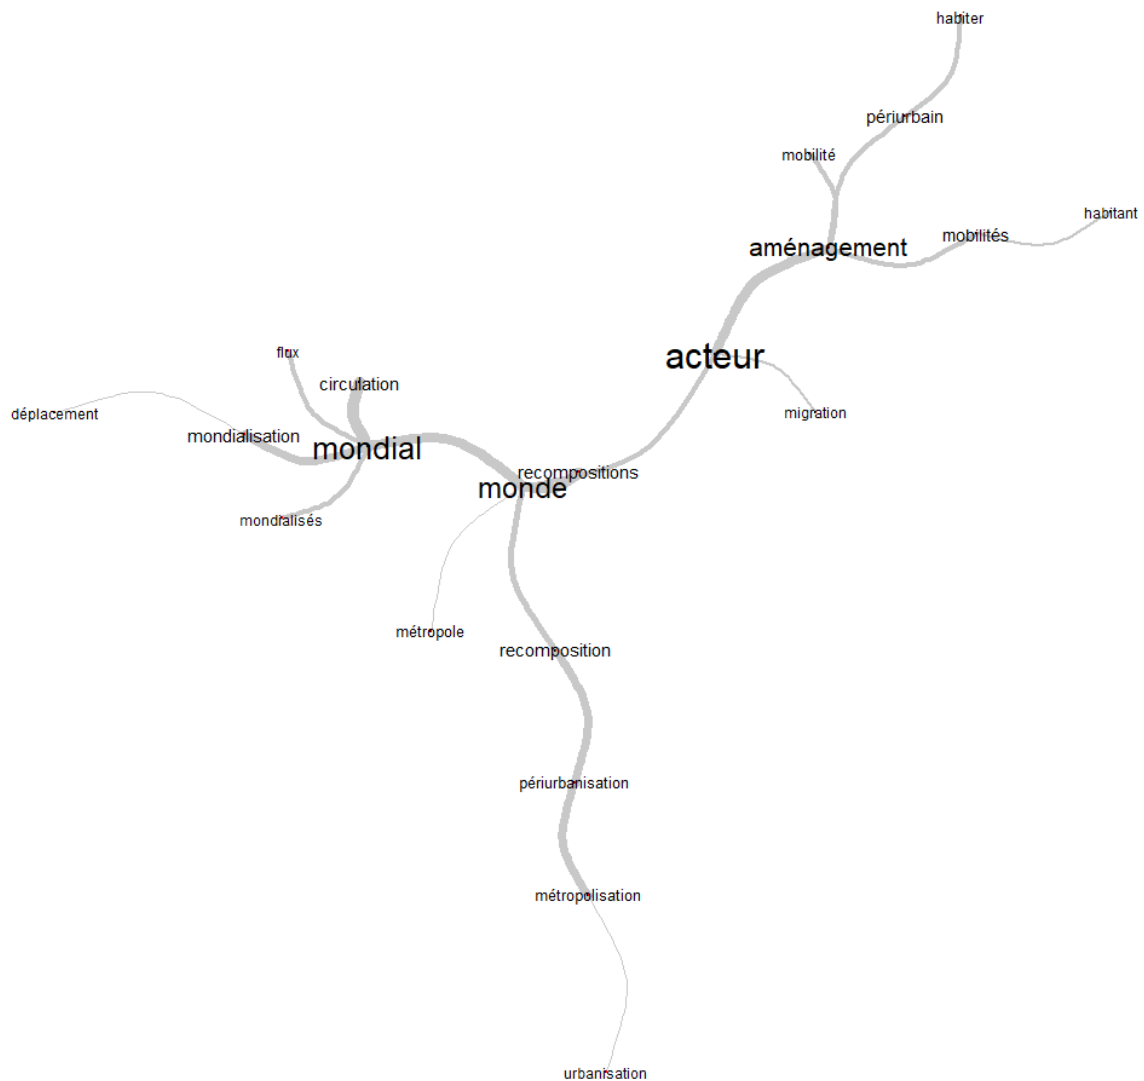 habiter
périurbain
mobilité
habitant
mobilités
aménagement
flux
acteur
circulation
déplacement
migration
mondialisation
mondial
recompositions
monde
mondialisés
métropole
recomposition
périurbanisation
métropolisation
urbanisation